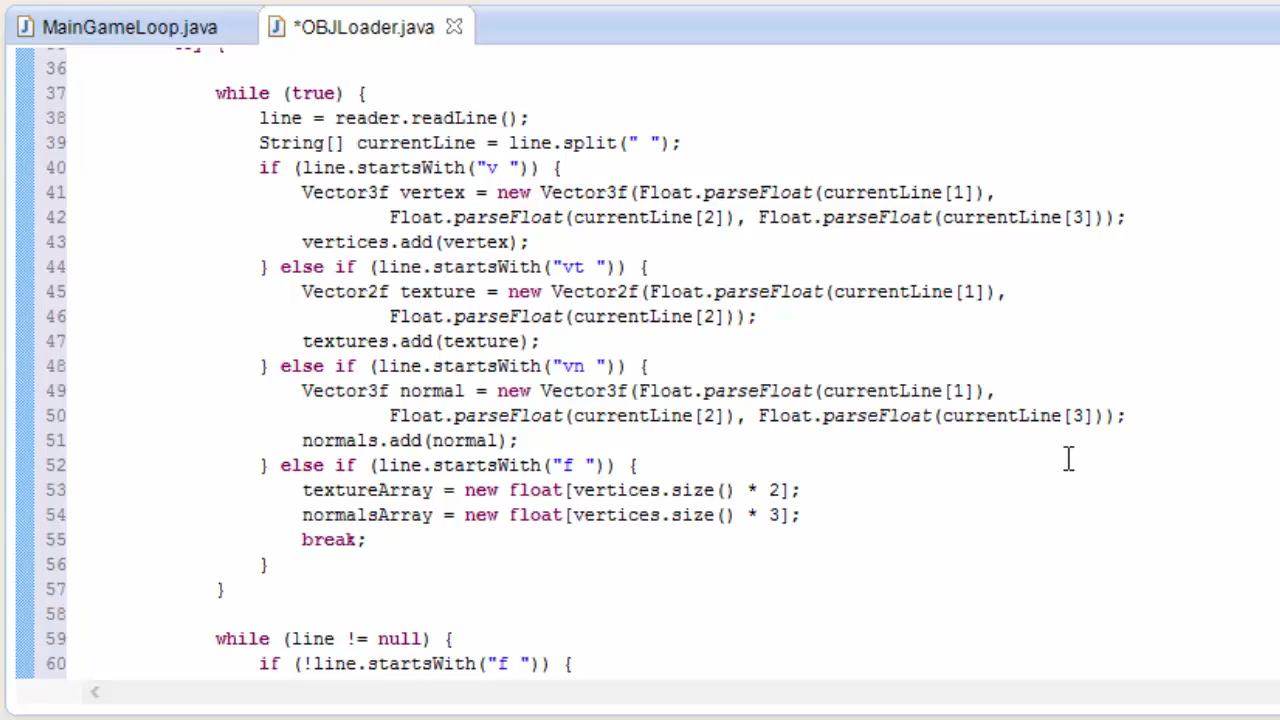 MainGameLoop.java
*OBJLoader.java
36
37 while (true) {
38 line = reader.readLine();
39 String[] currentLine = line.split(" ");
40 if (line.startsWith("v ")) {
41 Vector3f vertex = new Vector3f(Float.parseFloat(currentLine[1]),
42 Float.parseFloat(currentLine[2]), Float.parseFloat(currentLine[3]));
43 vertices.add(vertex);
44 } else if (line.startsWith("vt ")) {
45 Vector2f texture = new Vector2f(Float.parseFloat(currentLine[1]),
46 Float.parseFloat(currentLine[2]));
47 textures.add(texture);
48 } else if (line.startsWith("vn ")) {
49 Vector3f normal = new Vector3f(Float.parseFloat(currentLine[1]),
50 Float.parseFloat(currentLine[2]), Float.parseFloat(currentLine[3]));
51 normals.add(normal);
52 } else if (line.startsWith("f ")) {
53 textureArray = new float[vertices.size() * 2];
54 normalsArray = new float[vertices.size() * 3];
55 break;
56 }
57 }
58
59 while (line != null) {
60 if (!line.startsWith("f ")) {